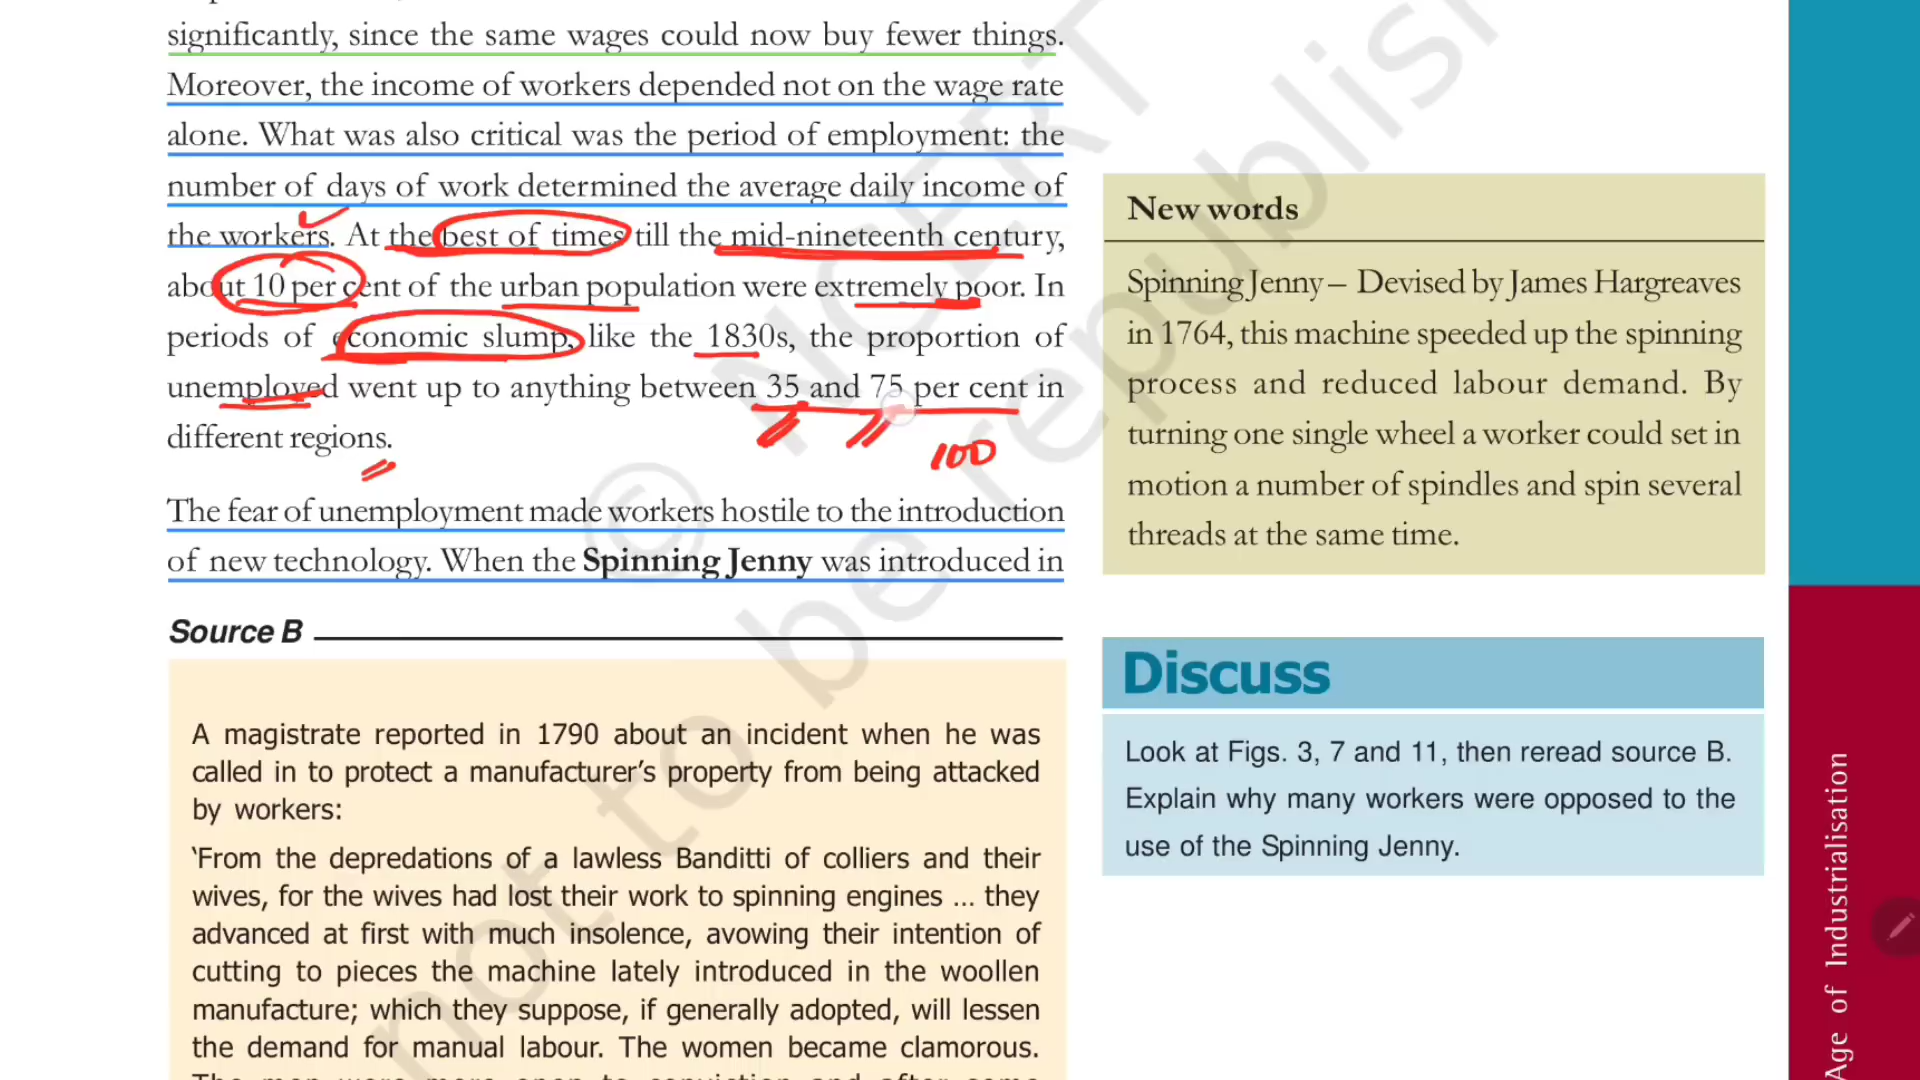 significantly, since the same wages could now buy fewer things.
Moreover, the income of workers depended not on the wage rate
alone. What was also critical was the period of employment: the
number of days of work determined the average daily income of
the workers. At the best of times till the mid-nineteenth century,
about 10 per cent of the urban population were extremely poor. In
periods of economic slump, like the 1830s, the proportion of
unemployed went up to anything between 35 and 75 per cent in
different regions.
100
The fear of unemployment made workers hostile to the introduction
of new technology. When the Spinning Jenny was introduced in
Source B
A magistrate reported in 1790 about an incident when he was
called in to protect a manufacturer's property from being attacked
by workers:
'From the depredations of a lawless Banditti of colliers and their
wives, for the wives had lost their work to spinning engines ... they
advanced at first with much insolence, avowing their intention of
cutting to pieces the machine lately introduced in the woollen
manufacture; which they suppose, if generally adopted, will lessen
the demand for manual labour. The women became clamorous.
New words
Spinning Jenny – Devised by James Hargreaves
in 1764, this machine speeded up the spinning
process and reduced labour demand. By
turning one single wheel a worker could set in
motion a number of spindles and spin several
threads at the same time.
Discuss
Look at Figs. 3, 7 and 11, then reread source B.
Explain why many workers were opposed to the
use of the Spinning Jenny.
Age of Industrialisation
© NCERT
not to be republis